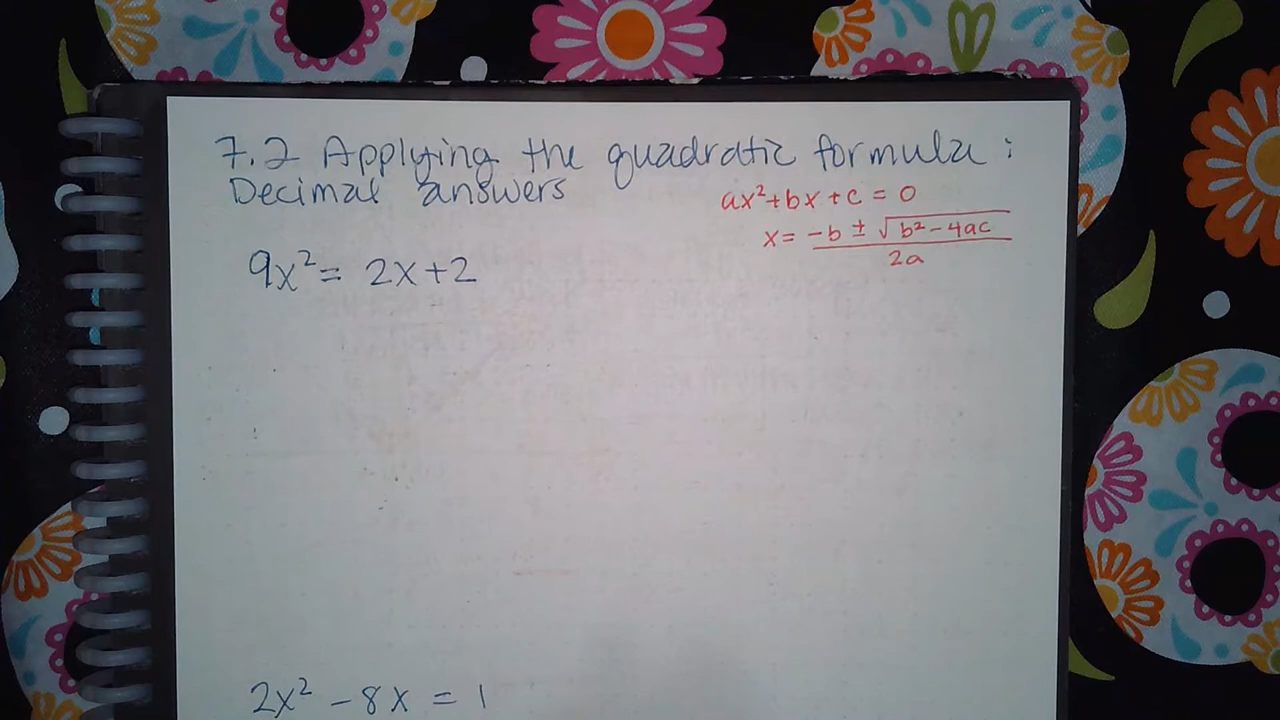 7.2 Applying the quadratic formula :
Decimal answers
ax²+bx+c=0
x= -b ± √b²-4ac / 2a
9x²= 2x+2
2x² - 8x = 1